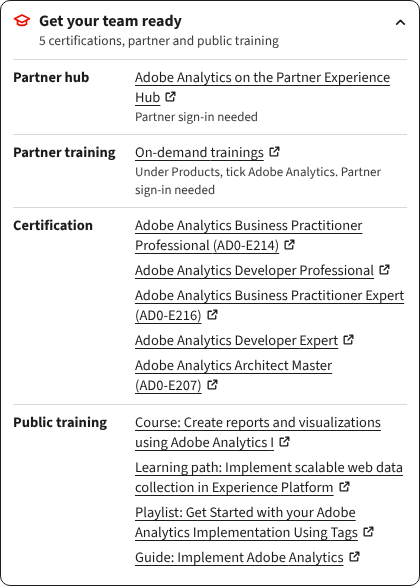 Get your team ready
5 certifications, partner and public training
Partner hub
Adobe Analytics on the Partner Experience
Hub
Partner sign-in needed
Partner training
On-demand trainings
Under Products, tick Adobe Analytics. Partner
sign-in needed
Certification
Adobe Analytics Business Practitioner
Professional (AD0-E214)
Adobe Analytics Developer Professional
Adobe Analytics Business Practitioner Expert
(AD0-E216)
Adobe Analytics Developer Expert
Adobe Analytics Architect Master
(AD0-E207)
Public training
Course: Create reports and visualizations
using Adobe Analytics I
Learning path: Implement scalable web data
collection in Experience Platform
Playlist: Get Started with your Adobe
Analytics Implementation Using Tags
Guide: Implement Adobe Analytics